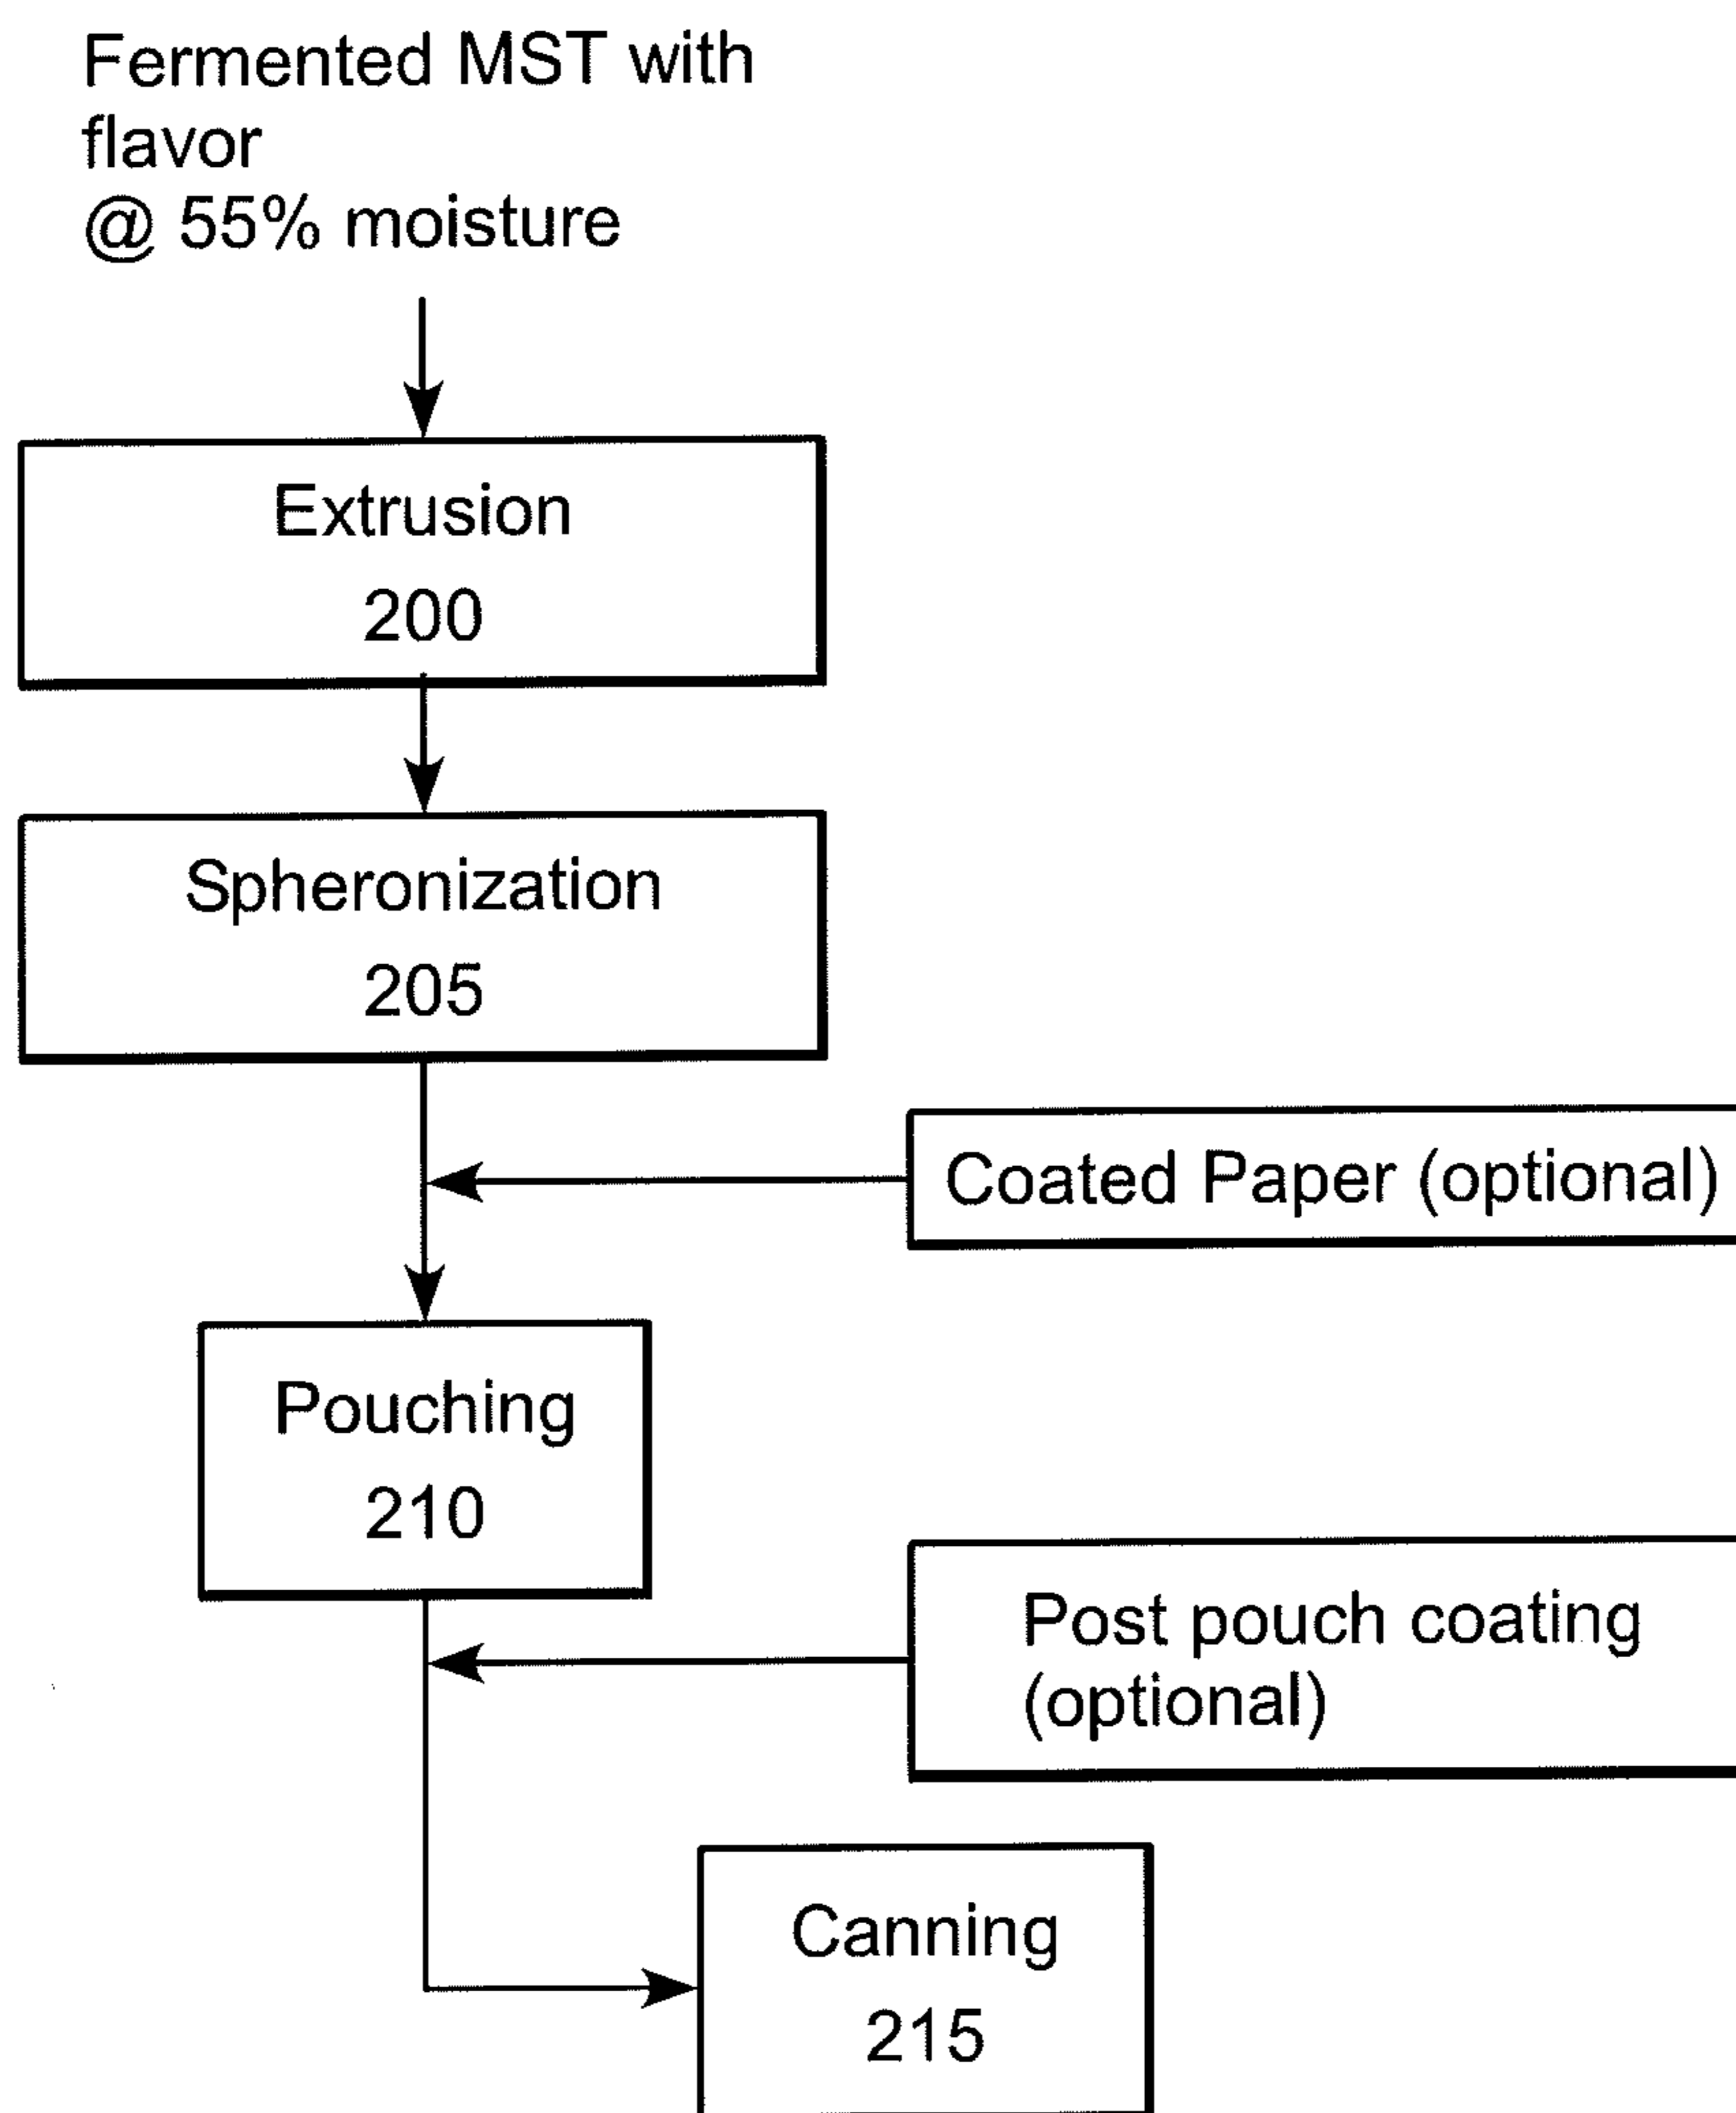 Fermented MST with
flavor
@ 55% moisture
Extrusion
200
Spheronization
205
Coated Paper (optional)
Pouching
210
Post pouch coating
(optional)
Canning
215